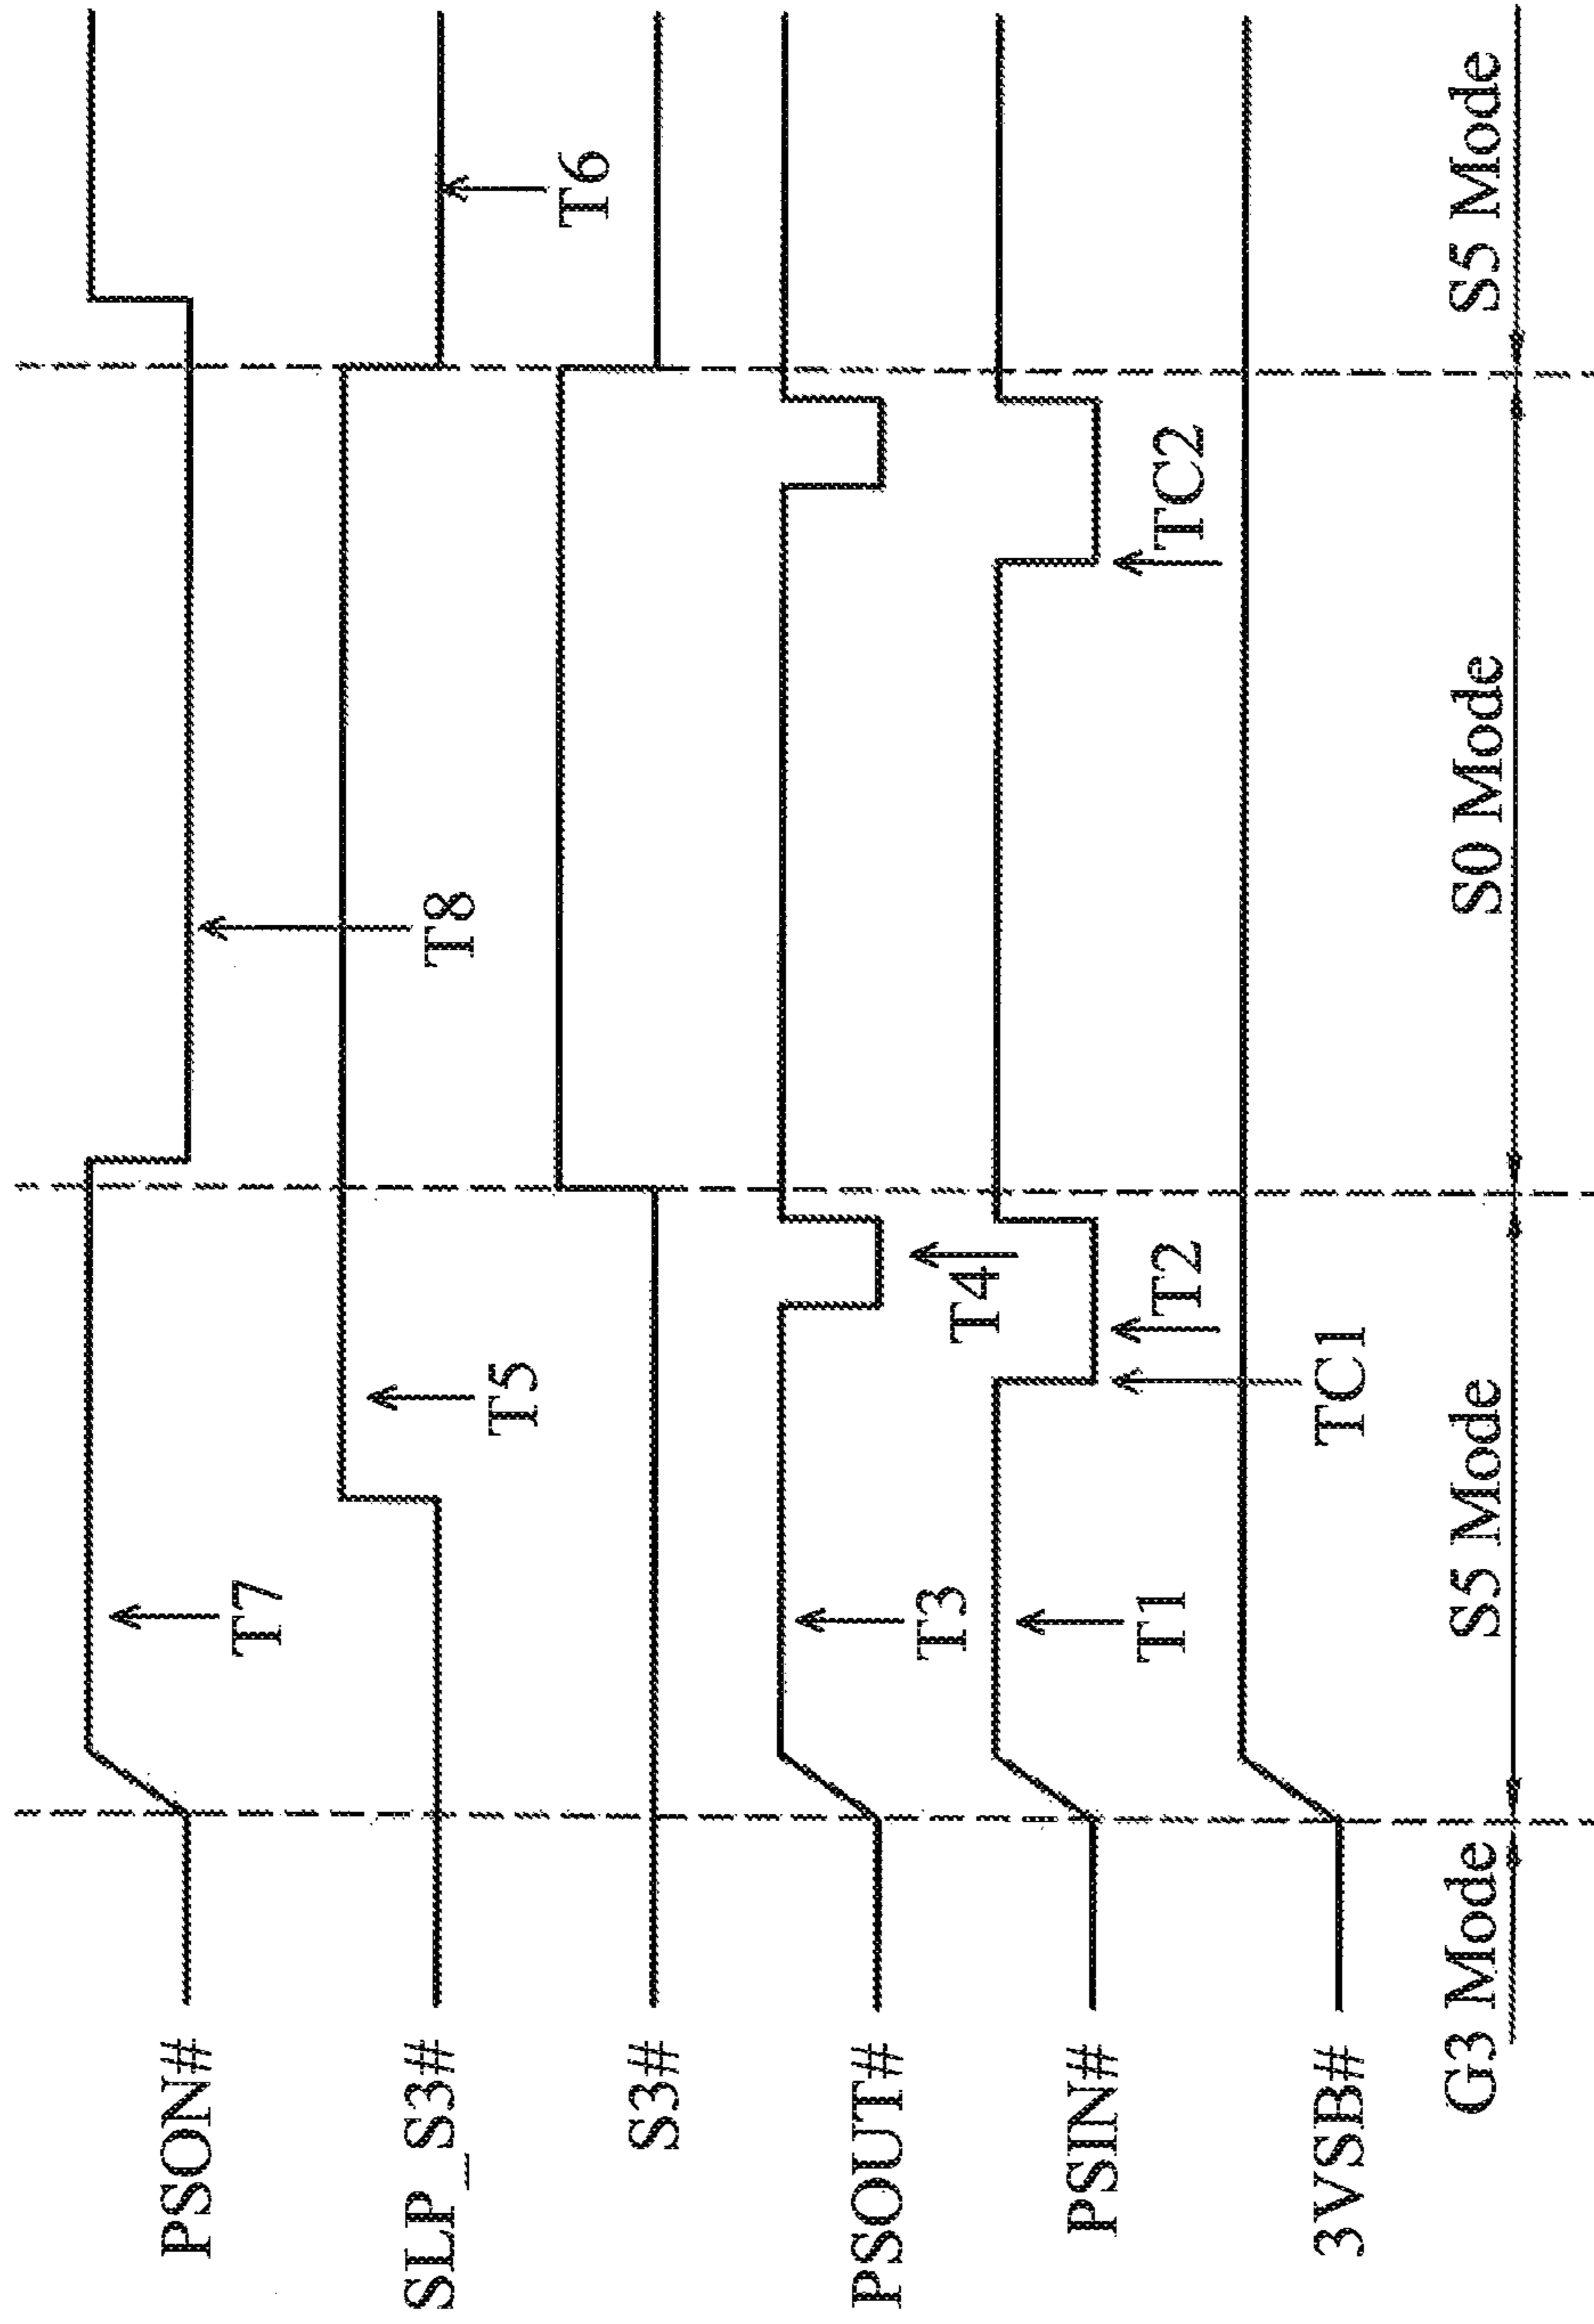 PSON#
T7
T8
SLP_S3#
T5
T6
S3#
PSOUT#
T3
T4
PSIN#
T1
TC1
T2
TC2
3VSB#
G3 Mode
S5 Mode
S0 Mode
S5 Mode